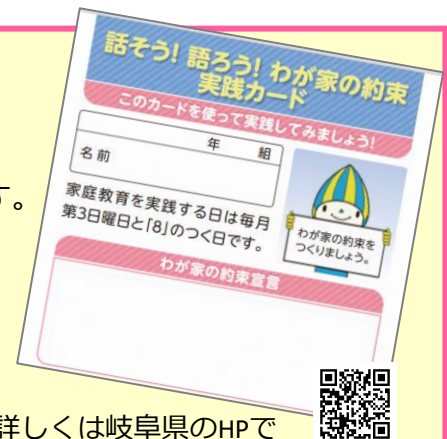 話そう! 語ろう! わが家の約束
実践カード
このカードを使って実践してみましょう!
年 組
名前
す。
家庭教育を実践する日は毎月
第3日曜日と「8」のつく日です。
わが家の約束を
つくりましょう。
わが家の約束宣言
詳しくは岐阜県のHPで